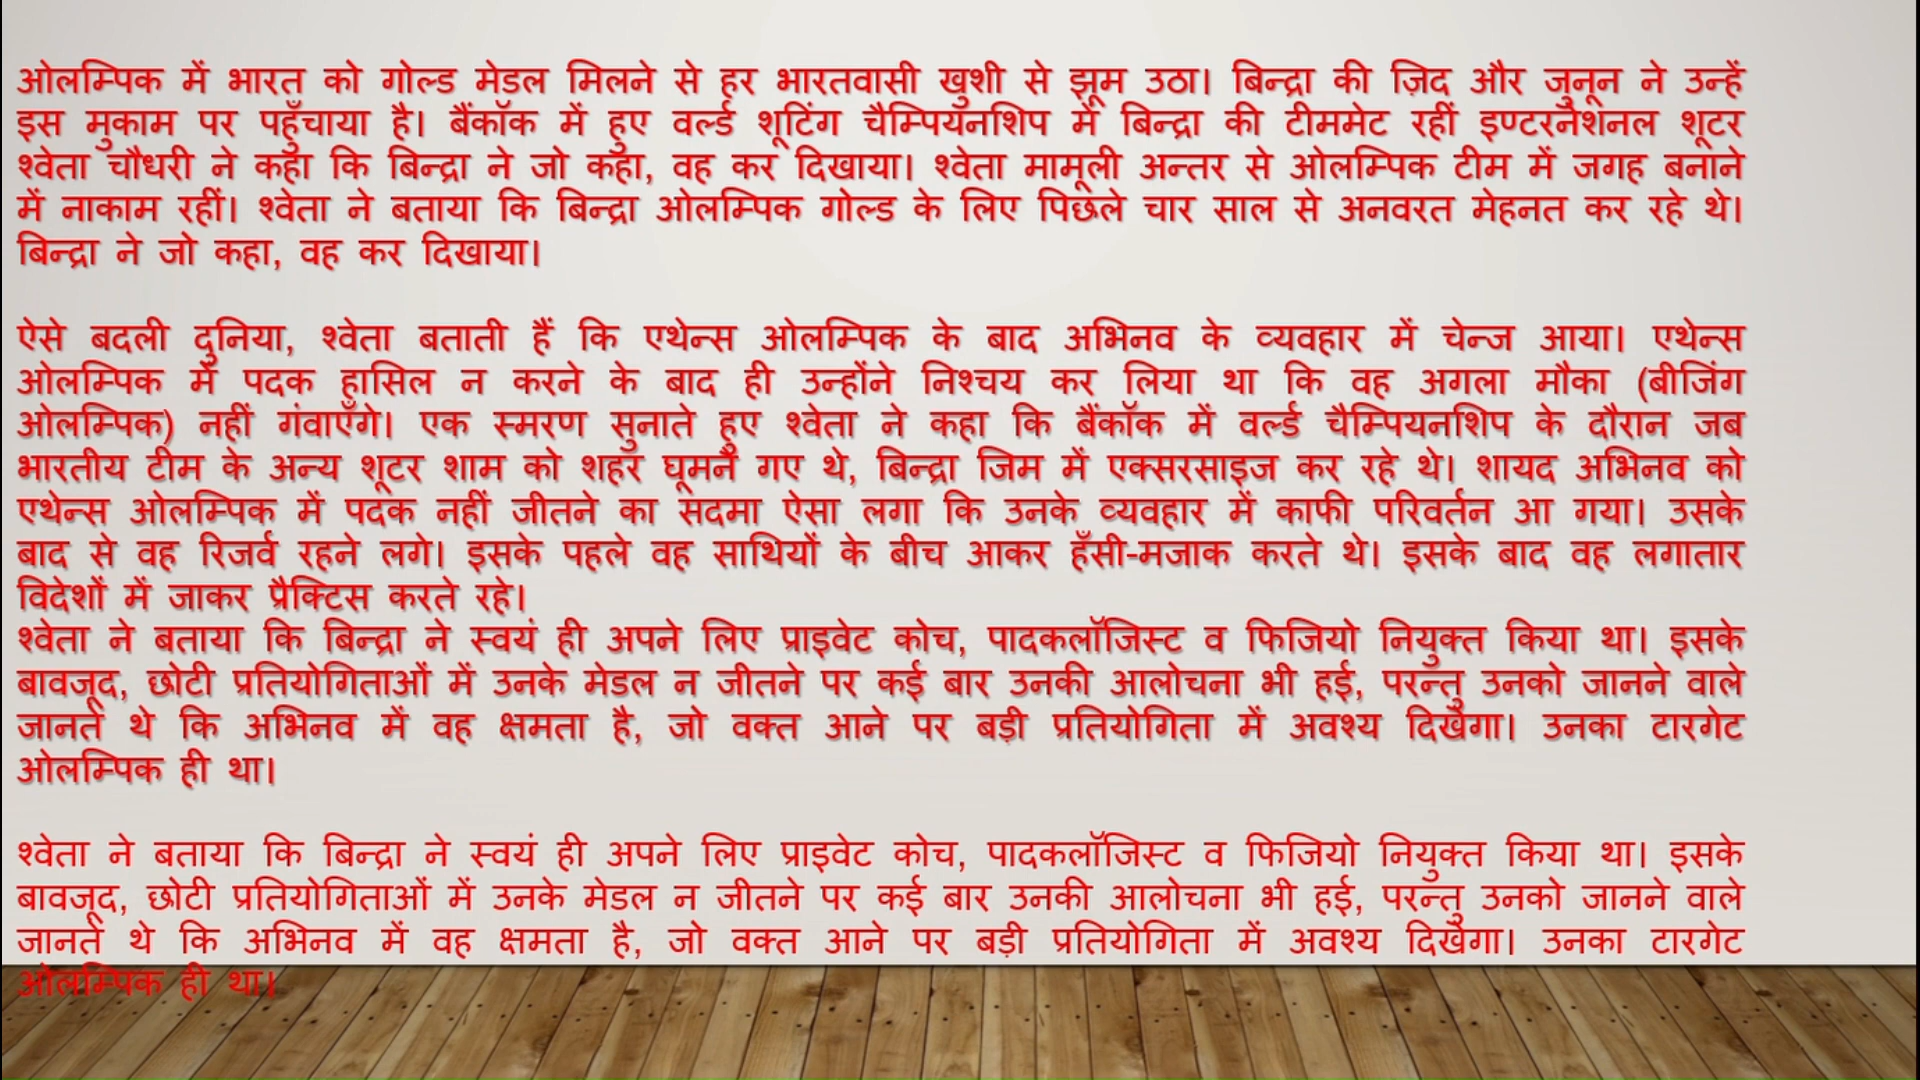 ओलम्पिक में भारत को गोल्ड मेडल मिलने से हर भारतवासी खुशी से झूम उठा। बिन्द्रा की ज़िद और जुनून ने उन्हें
इस मुकाम पर पहुँचाया है। बैंकॉक में हुए वर्ल्ड शूटिंग चैम्पियनशिप में बिन्द्रा की टीममेट रहीं इण्टरनेशनल शूटर
श्वेता चौधरी ने कहा कि बिन्द्रा ने जो कहा, वह कर दिखाया। श्वेता मामूली अन्तर से ओलम्पिक टीम में जगह बनाने
में नाकाम रहीं। श्वेता ने बताया कि बिन्द्रा ओलम्पिक गोल्ड के लिए पिछले चार साल से अनवरत मेहनत कर रहे थे।
बिन्द्रा ने जो कहा, वह कर दिखाया।
ऐसे बदली दुनिया, श्वेता बताती हैं कि एथेन्स ओलम्पिक के बाद अभिनव के व्यवहार में चेन्ज आया। एथेन्स
ओलम्पिक में पदक हासिल न करने के बाद ही उन्होंने निश्चय कर लिया था कि वह अगला मौका (बीजिंग
ओलम्पिक) नहीं गंवाएँगे। एक स्मरण सुनाते हुए श्वेता ने कहा कि बैंकॉक में वर्ल्ड चैम्पियनशिप के दौरान जब
भारतीय टीम के अन्य शूटर शाम को शहर घूमने गए थे, बिन्द्रा जिम में एक्सरसाइज कर रहे थे। शायद अभिनव को
एथेन्स ओलम्पिक में पदक नहीं जीतने का सदमा ऐसा लगा कि उनके व्यवहार में काफी परिवर्तन आ गया। उसके
बाद से वह रिजर्व रहने लगे। इसके पहले वह साथियों के बीच आकर हँसी-मजाक करते थे। इसके बाद वह लगातार
विदेशों में जाकर प्रैक्टिस करते रहे।
श्वेता ने बताया कि बिन्द्रा ने स्वयं ही अपने लिए प्राइवेट कोच, पादकलॉजिस्ट व फिजियो नियुक्त किया था। इसके
बावजूद, छोटी प्रतियोगिताओं में उनके मेडल न जीतने पर कई बार उनकी आलोचना भी हई, परन्तु उनको जानने वाले
जानते थे कि अभिनव में वह क्षमता है, जो वक्त आने पर बड़ी प्रतियोगिता में अवश्य दिखेगा। उनका टारगेट
ओलम्पिक ही था।
श्वेता ने बताया कि बिन्द्रा ने स्वयं ही अपने लिए प्राइवेट कोच, पादकलॉजिस्ट व फिजियो नियुक्त किया था। इसके
बावजूद, छोटी प्रतियोगिताओं में उनके मेडल न जीतने पर कई बार उनकी आलोचना भी हई, परन्तु उनको जानने वाले
जानते थे कि अभिनव में वह क्षमता है, जो वक्त आने पर बड़ी प्रतियोगिता में अवश्य दिखेगा। उनका टारगेट
ओलम्पिक ही था।